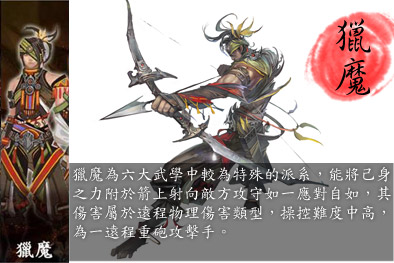 獵魔
獵魔為六大武學中較為特殊的派系，能將己身
之力附於箭上射向敵方攻守如一應對自如，其
傷害屬於遠程物理傷害類型，操控難度中高，
為一遠程重砲攻擊手。
獵魔